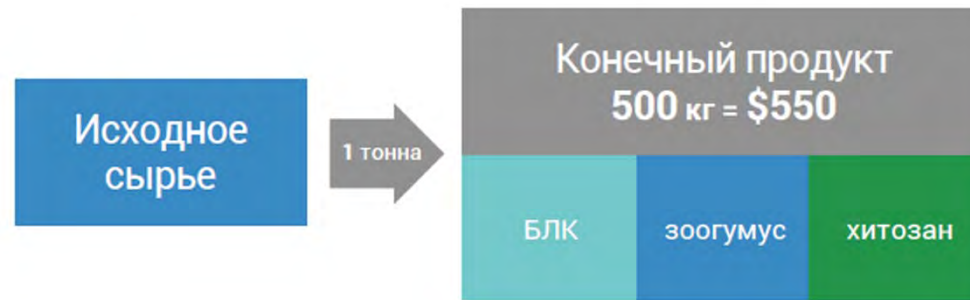 Исходное
сырье
1 тонна
Конечный продукт
500 кг = $550
БЛК
зоогумус
хитозан